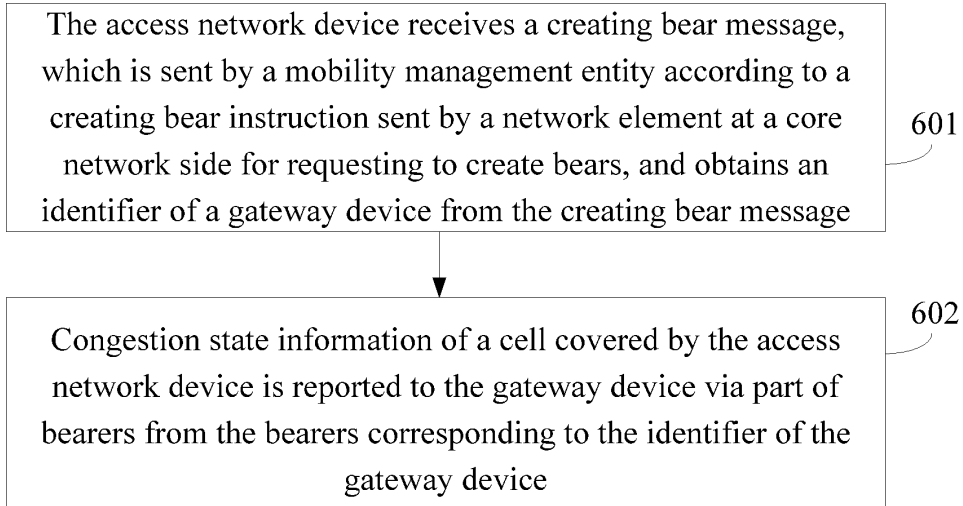 The access network device receives a creating bear message,
which is sent by a mobility management entity according to a
creating bear instruction sent by a network element at a core
network side for requesting to create bears, and obtains an
identifier of a gateway device from the creating bear message
601
Congestion state information of a cell covered by the access
network device is reported to the gateway device via part of
bearers from the bearers corresponding to the identifier of the
gateway device
602